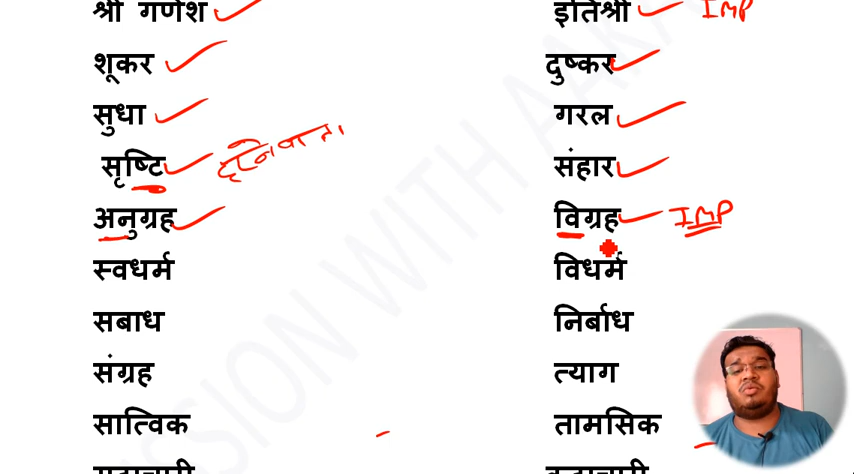 श्री गणेश इतिश्री IMP
शूकर दुष्कर
सुधा गरल
सृष्टि संहार
अनुग्रह विग्रह IMP
स्वधर्म विधर्म
सबाध निर्बाध
संग्रह त्याग
सात्विक तामसिक